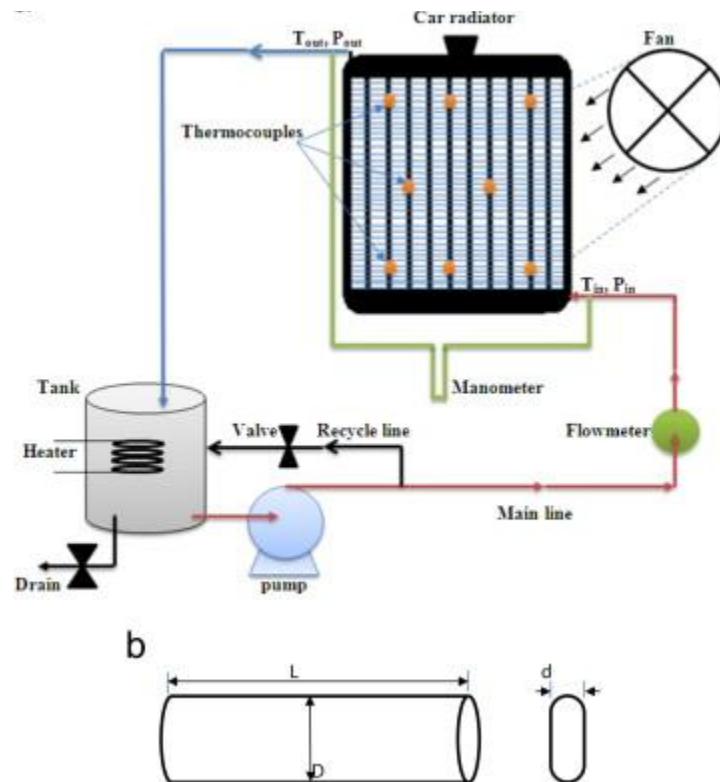 Car radiator
Tout, Pout
Fan
Thermocouples
Tin, Pin
Tank
Manometer
Heater
Valve
Recycle line
Flowmeter
Main line
Drain
pump
b
L
d
D